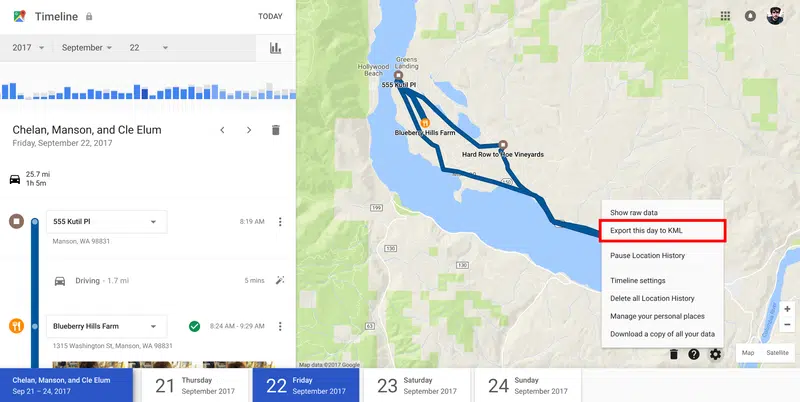 Timeline
TODAY
2017
September
22
Chelan, Manson, and Cle Elum
Friday, September 22, 2017
25.7 mi
1h 5m
555 Kutil Pl
8:19 AM
Manson, WA 98831
Driving - 1.7 mi
5 mins
Blueberry Hills Farm
8:24 AM - 9:29 AM
1315 Washington St, Manson, WA 98831
Greens
Landing
Hollywood
Beach
555 Kutil Pl
Blueberry Hills Farm
Hard Row to Hoe Vineyards
150
150
Show raw data
Export this day to KML
Pause Location History
Timeline settings
Delete all Location History
Manage your personal places
Download a copy of all your data
Map data ©2017 Google
+
−
Map
Satellite
Chelan, Manson, and Cle Elum
Sep 21 – 24, 2017
21
Thursday
September 2017
22
Friday
September 2017
23
Saturday
September 2017
24
Sunday
September 2017